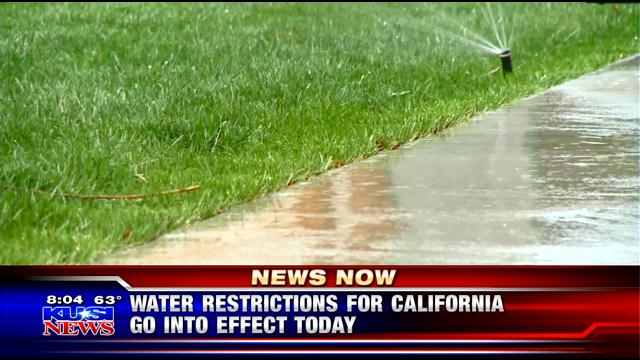 NEWS NOW
8:04 63°
KUSI
NEWS
WATER RESTRICTIONS FOR CALIFORNIA
GO INTO EFFECT TODAY